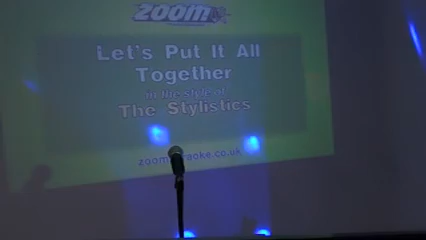 ZOOM
Let's Put It All
Together
in the style of
The Stylistics
zoomkaraoke.co.uk